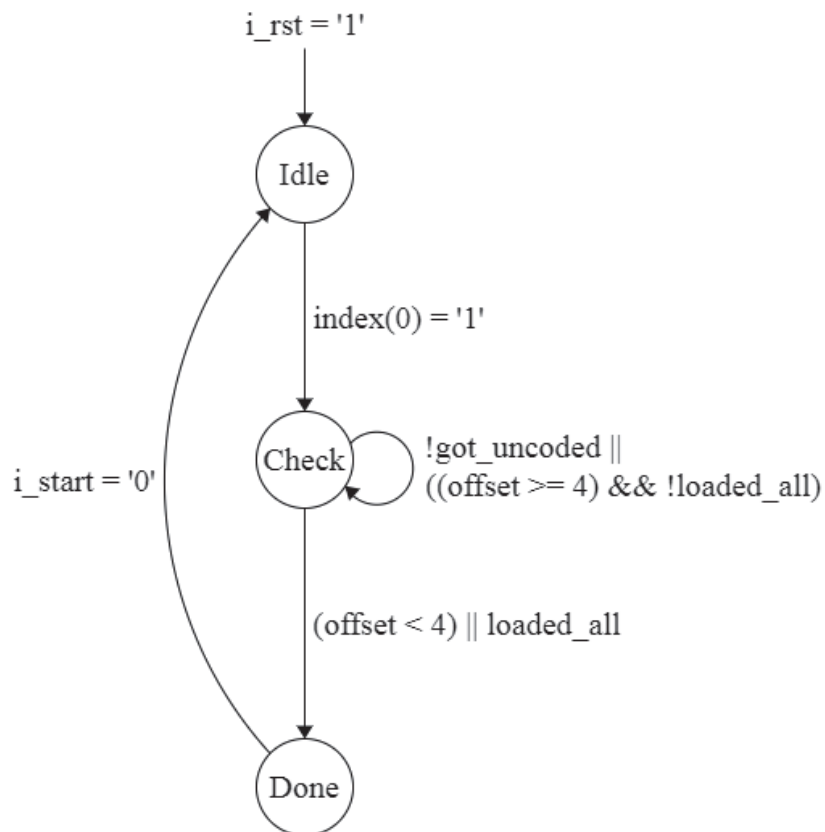 i_rst = '1'
Idle
index(0) = '1'
Check
!got_uncoded ||
((offset >= 4) && !loaded_all)
i_start = '0'
(offset < 4) || loaded_all
Done